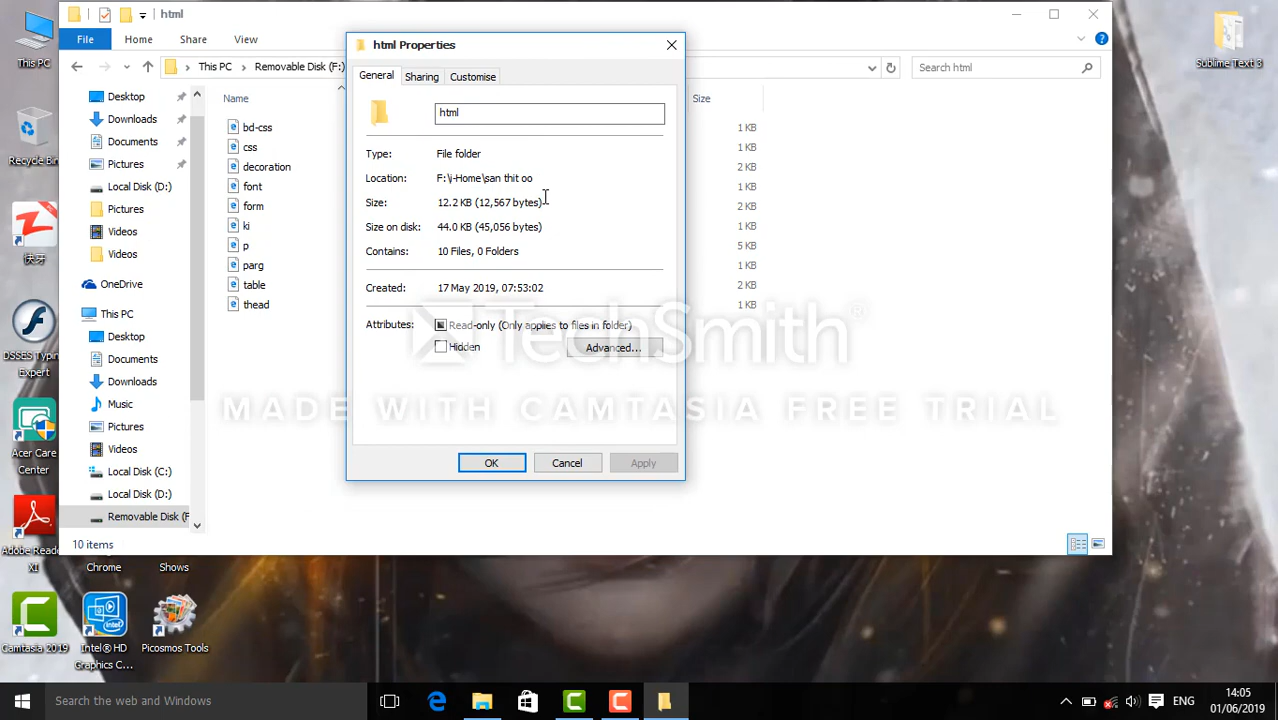 html
File
Home
Share
View
This PC
Removable Disk (F:)
Search html
Desktop
Downloads
Documents
Pictures
Local Disk (D:)
Pictures
Videos
Videos
OneDrive
This PC
Desktop
Documents
Downloads
Music
Pictures
Videos
Local Disk (C:)
Local Disk (D:)
Removable Disk (F
Name
Size
bd-css
1 KB
css
1 KB
decoration
2 KB
font
1 KB
form
2 KB
ki
1 KB
p
5 KB
parg
1 KB
table
1 KB
thead
1 KB
10 items
html Properties
General
Sharing
Customise
html
Type: File folder
Location: F:\j-Home\san thit oo
Size: 12.2 KB (12,567 bytes)
Size on disk: 44.0 KB (45,056 bytes)
Contains: 10 Files, 0 Folders
Created: 17 May 2019, 07:53:02
Attributes: Read-only (Only applies to files in folder)
Hidden
Advanced...
OK
Cancel
Apply
TechSmith®
MADE WITH CAMTASIA FREE TRIAL
This PC
Recycle Bin
快牙
DSSES Typin
Expert
Acer Care
Center
Adobe Reade
XI
Chrome
Shows
Camtasia 2019
Intel® HD
Graphics C...
Picosmos Tools
Sublime Text 3
Search the web and Windows
ENG
14:05
01/06/2019